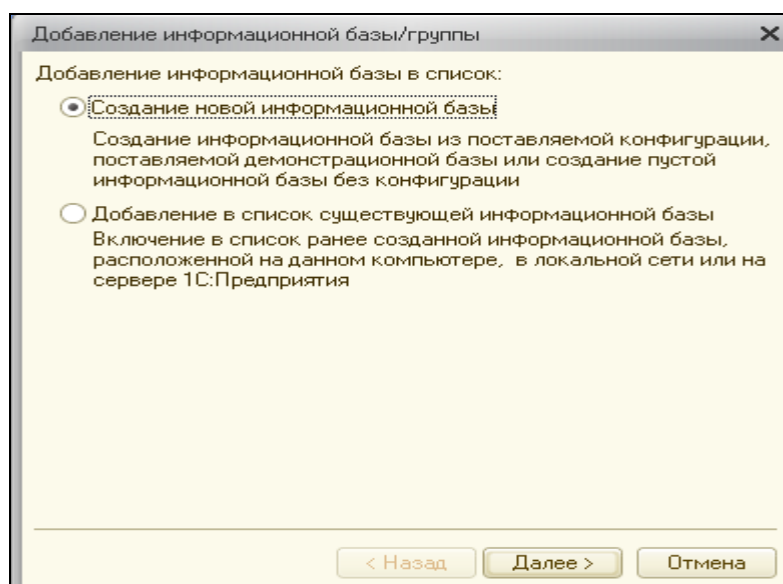 Добавление информационной базы/группы
Добавление информационной базы в список:
Создание новой информационной базы
Создание информационной базы из поставляемой конфигурации,
поставляемой демонстрационной базы или создание пустой
информационной базы без конфигурации
Добавление в список существующей информационной базы
Включение в список ранее созданной информационной базы,
расположенной на данном компьютере, в локальной сети или на
сервере 1С:Предприятия
< Назад Далее > Отмена